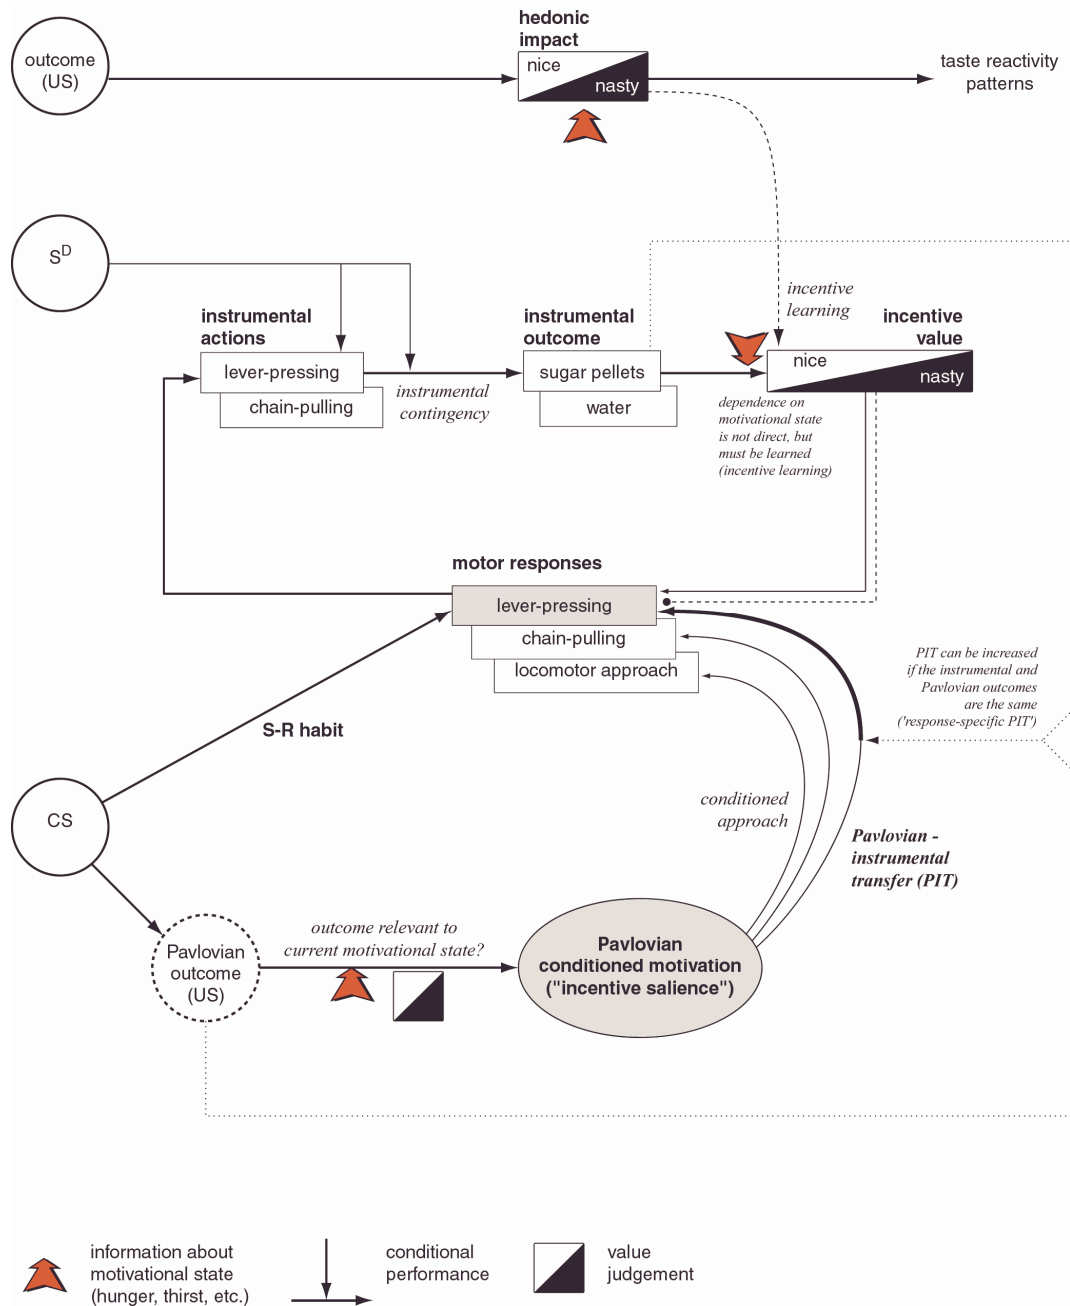 hedonic
impact
outcome
(US)
nice
nasty
taste reactivity
patterns
S^D
incentive
learning
instrumental
actions
instrumental
outcome
incentive
value
lever-pressing
chain-pulling
instrumental
contingency
sugar pellets
water
nice
nasty
dependence on
motivational state
is not direct, but
must be learned
(incentive learning)
motor responses
lever-pressing
chain-pulling
locomotor approach
PIT can be increased
if the instrumental and
Pavlovian outcomes
are the same
('response-specific PIT')
S-R habit
CS
conditioned
approach
Pavlovian -
instrumental
transfer (PIT)
Pavlovian
outcome
(US)
outcome relevant to
current motivational state?
Pavlovian
conditioned motivation
("incentive salience")
information about
motivational state
(hunger, thirst, etc.)
conditional
performance
value
judgement